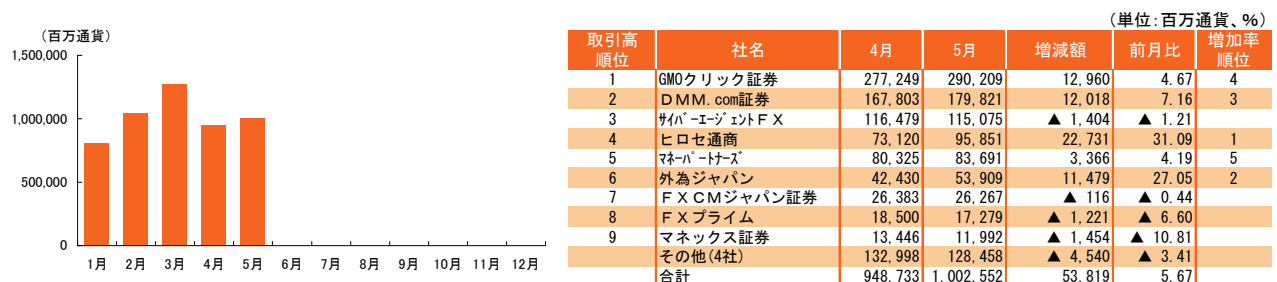 （百万通貨）
1,500,000
1,000,000
500,000
0
1月 2月 3月 4月 5月 6月 7月 8月 9月 10月 11月 12月
（単位：百万通貨、％）
取引高順位 社名 4月 5月 増減額 前月比 増加率順位
1 GMOクリック証券 277,249 290,209 12,960 4.67 4
2 ＤＭＭ.com証券 167,803 179,821 12,018 7.16 3
3 ｻｲﾊﾞｰｴｰｼﾞｪﾝﾄＦＸ 116,479 115,075 ▲ 1,404 ▲ 1.21
4 ヒロセ通商 73,120 95,851 22,731 31.09 1
5 ﾏﾈｰﾊﾟｰﾄﾅｰｽﾞ 80,325 83,691 3,366 4.19 5
6 外為ジャパン 42,430 53,909 11,479 27.05 2
7 ＦＸＣＭジャパン証券 26,383 26,267 ▲ 116 ▲ 0.44
8 ＦＸプライム 18,500 17,279 ▲ 1,221 ▲ 6.60
9 マネックス証券 13,446 11,992 ▲ 1,454 ▲ 10.81
その他(4社) 132,998 128,458 ▲ 4,540 ▲ 3.41
合計 948,733 1,002,552 53,819 5.67